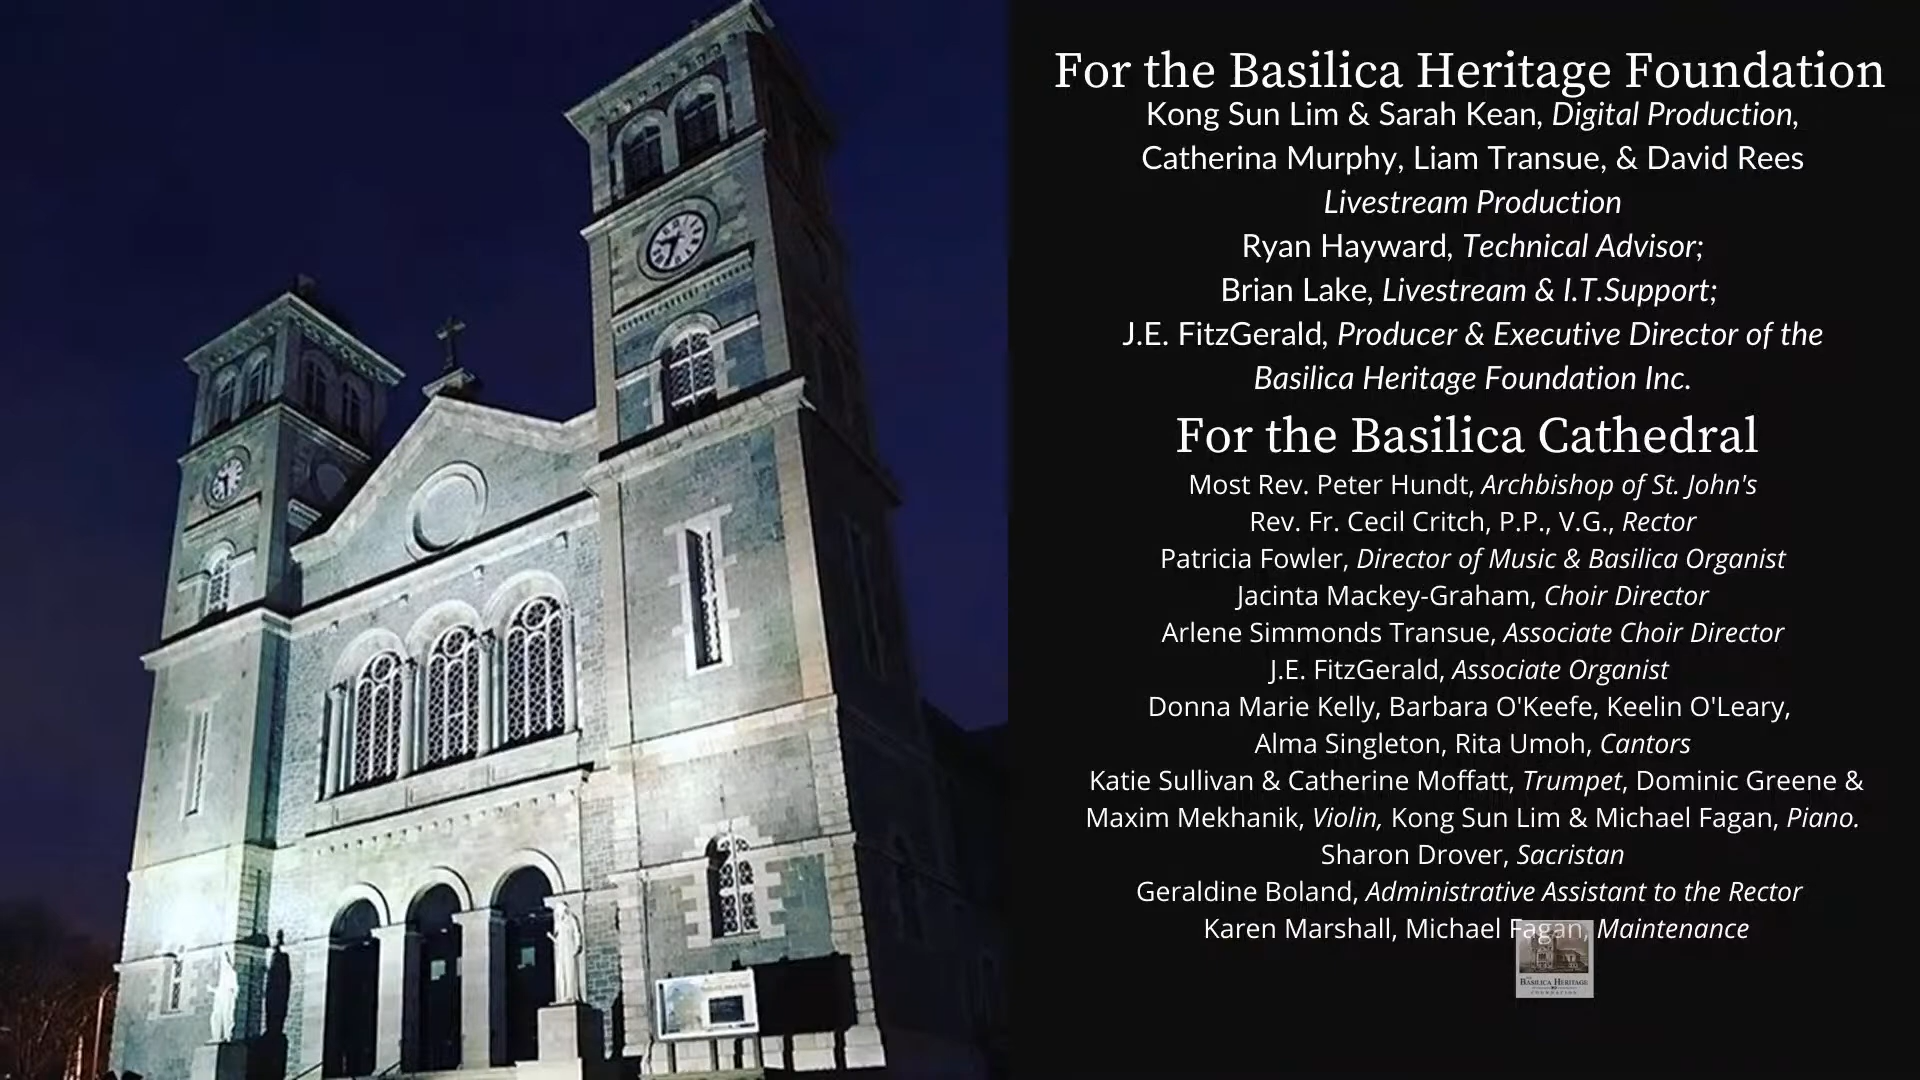 For the Basilica Heritage Foundation
Kong Sun Lim & Sarah Kean, Digital Production,
Catherina Murphy, Liam Transue, & David Rees
Livestream Production
Ryan Hayward, Technical Advisor;
Brian Lake, Livestream & I.T.Support;
J.E. FitzGerald, Producer & Executive Director of the
Basilica Heritage Foundation Inc.
For the Basilica Cathedral
Most Rev. Peter Hundt, Archbishop of St. John's
Rev. Fr. Cecil Critch, P.P., V.G., Rector
Patricia Fowler, Director of Music & Basilica Organist
Jacinta Mackey-Graham, Choir Director
Arlene Simmonds Transue, Associate Choir Director
J.E. FitzGerald, Associate Organist
Donna Marie Kelly, Barbara O'Keefe, Keelin O'Leary,
Alma Singleton, Rita Umoh, Cantors
Katie Sullivan & Catherine Moffatt, Trumpet, Dominic Greene &
Maxim Mekhanik, Violin, Kong Sun Lim & Michael Fagan, Piano.
Sharon Drover, Sacristan
Geraldine Boland, Administrative Assistant to the Rector
Karen Marshall, Michael Fagan, Maintenance
BASILICA HERITAGE
FOUNDATION